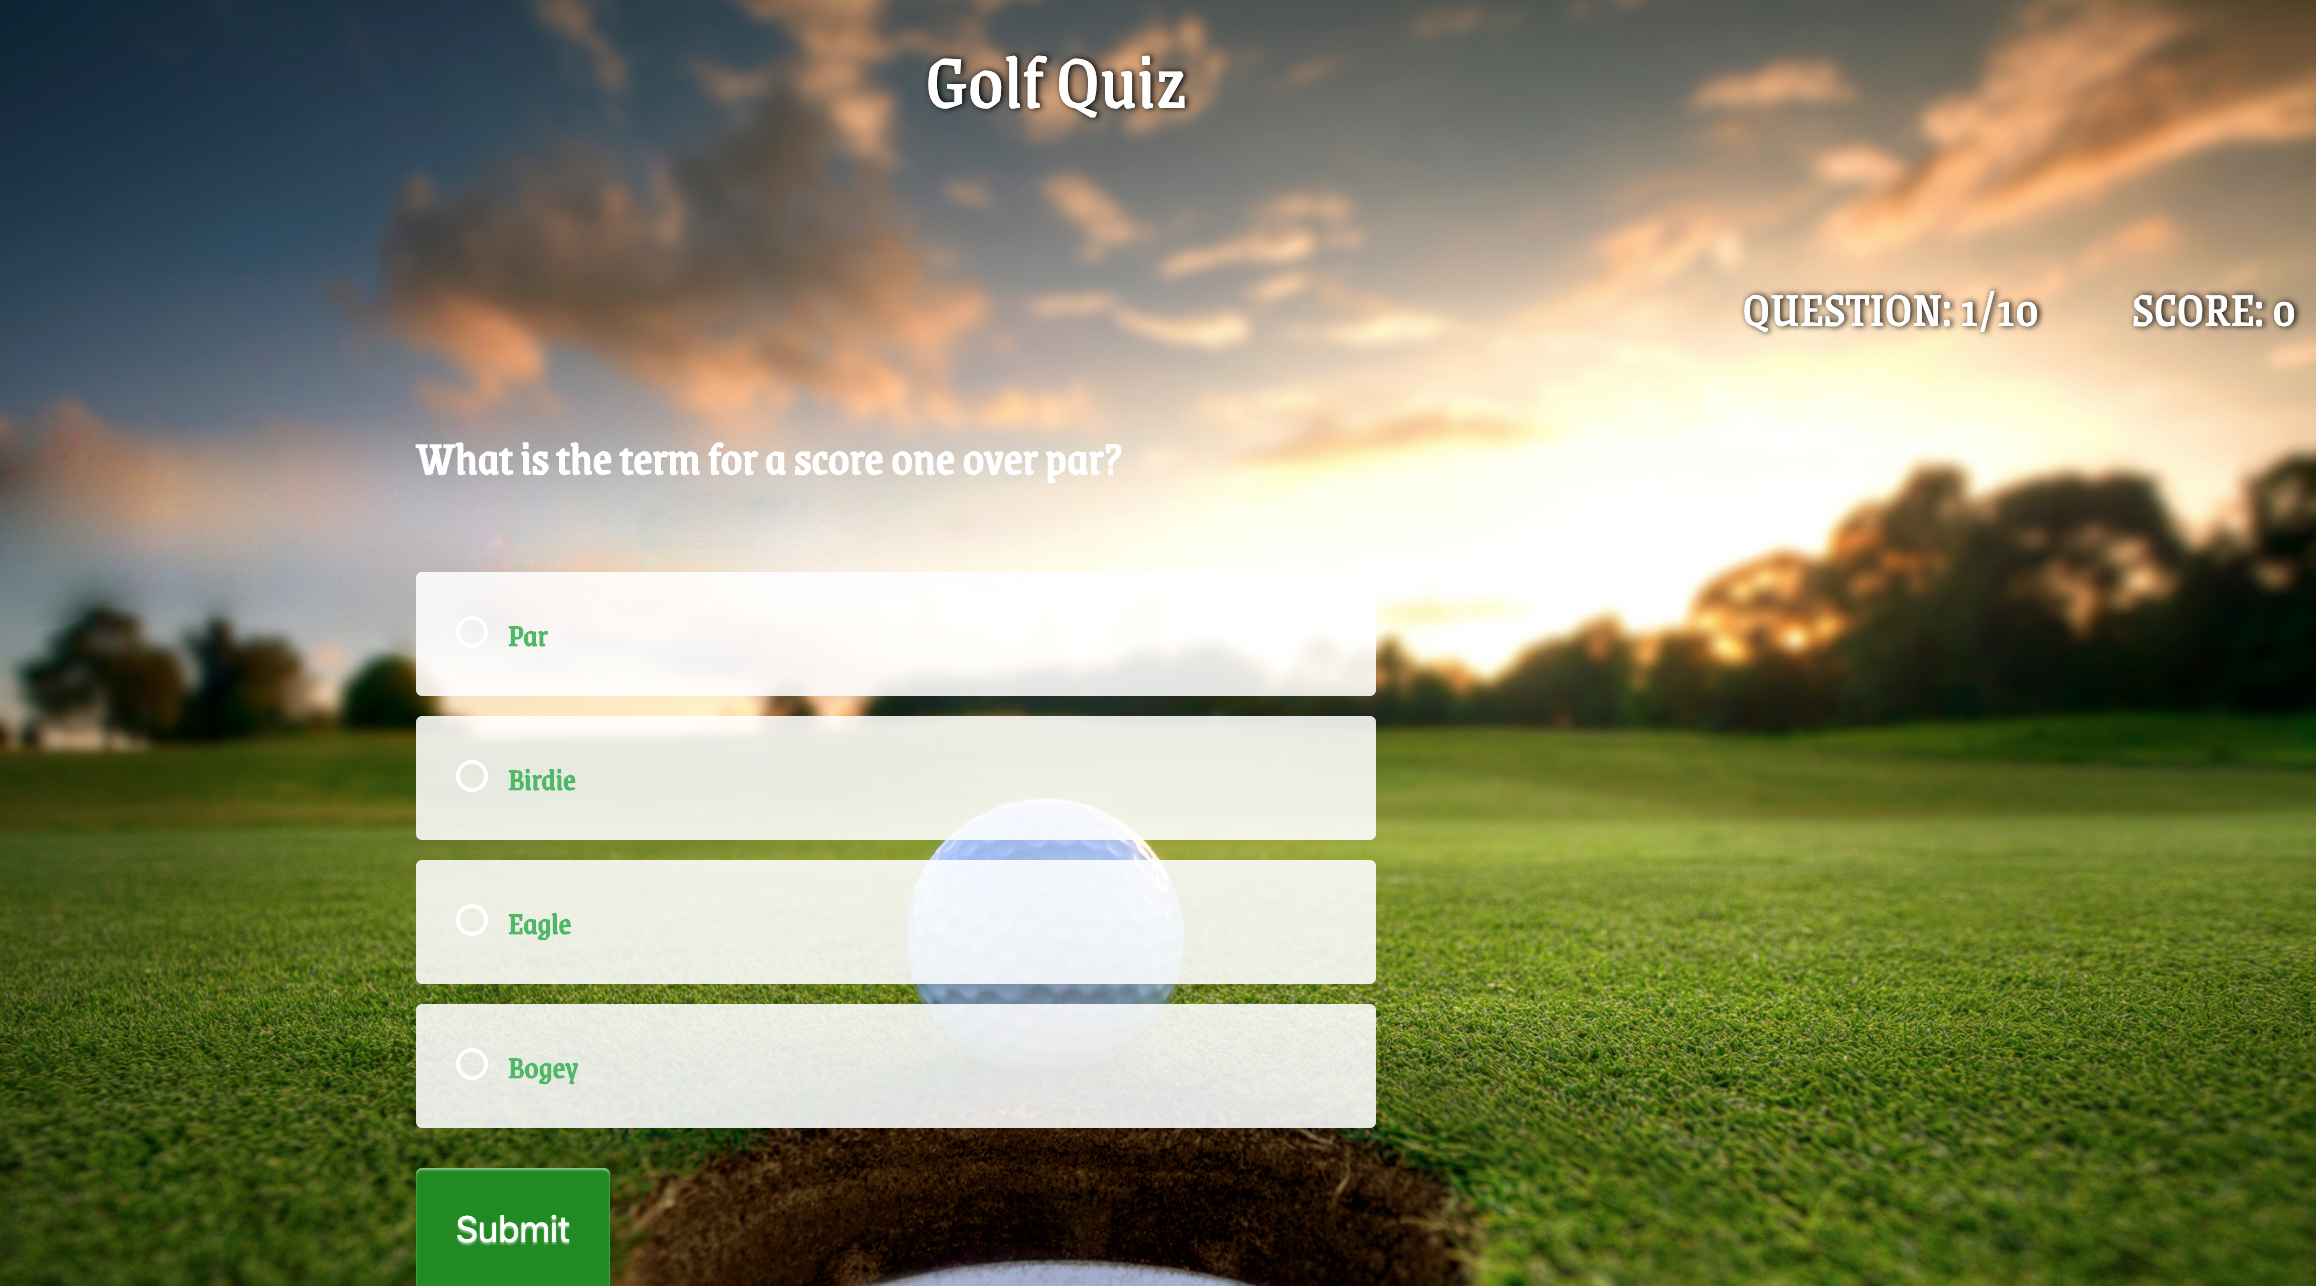 Golf Quiz
QUESTION: 1/10
SCORE: 0
What is the term for a score one over par?
Par
Birdie
Eagle
Bogey
Submit